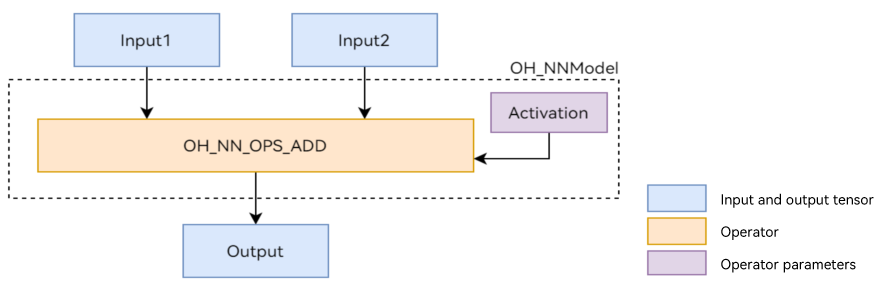 Input1
Input2
OH_NNModel
Activation
OH_NN_OPS_ADD
Output
Input and output tensor
Operator
Operator parameters